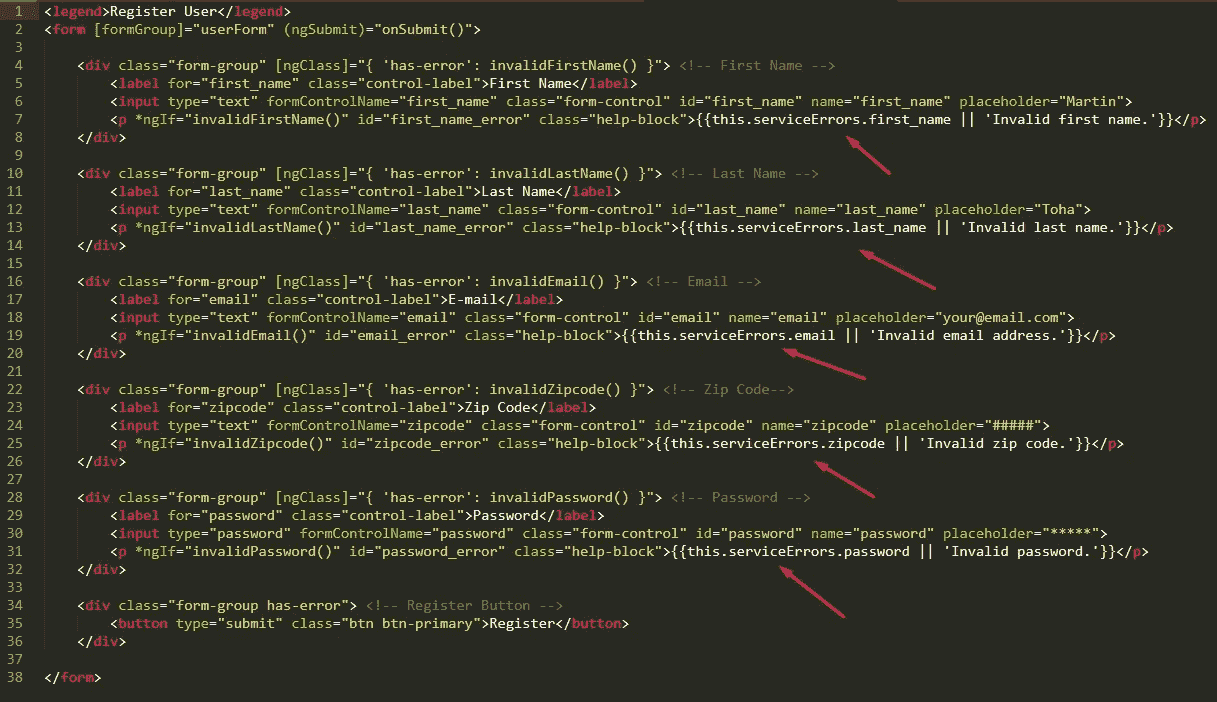 1 <legend>Register User</legend>
2 <form [formGroup]="userForm" (ngSubmit)="onSubmit()">
3
4 <div class="form-group" [ngClass]="{ 'has-error': invalidFirstName() }"> <!-- First Name -->
5 <label for="first_name" class="control-label">First Name</label>
6 <input type="text" formControlName="first_name" class="form-control" id="first_name" name="first_name" placeholder="Martin">
7 <p *ngIf="invalidFirstName()" id="first_name_error" class="help-block">{{this.serviceErrors.first_name || 'Invalid first name.'}}</p>
8 </div>
9
10 <div class="form-group" [ngClass]="{ 'has-error': invalidLastName() }"> <!-- Last Name -->
11 <label for="last_name" class="control-label">Last Name</label>
12 <input type="text" formControlName="last_name" class="form-control" id="last_name" name="last_name" placeholder="Toha">
13 <p *ngIf="invalidLastName()" id="last_name_error" class="help-block">{{this.serviceErrors.last_name || 'Invalid last name.'}}</p>
14 </div>
15
16 <div class="form-group" [ngClass]="{ 'has-error': invalidEmail() }"> <!-- Email -->
17 <label for="email" class="control-label">E-mail</label>
18 <input type="text" formControlName="email" class="form-control" id="email" name="email" placeholder="your@email.com">
19 <p *ngIf="invalidEmail()" id="email_error" class="help-block">{{this.serviceErrors.email || 'Invalid email address.'}}</p>
20 </div>
21
22 <div class="form-group" [ngClass]="{ 'has-error': invalidZipcode() }"> <!-- Zip Code-->
23 <label for="zipcode" class="control-label">Zip Code</label>
24 <input type="text" formControlName="zipcode" class="form-control" id="zipcode" name="zipcode" placeholder="#####">
25 <p *ngIf="invalidZipcode()" id="zipcode_error" class="help-block">{{this.serviceErrors.zipcode || 'Invalid zip code.'}}</p>
26 </div>
27
28 <div class="form-group" [ngClass]="{ 'has-error': invalidPassword() }"> <!-- Password -->
29 <label for="password" class="control-label">Password</label>
30 <input type="password" formControlName="password" class="form-control" id="password" name="password" placeholder="*****">
31 <p *ngIf="invalidPassword()" id="password_error" class="help-block">{{this.serviceErrors.password || 'Invalid password.'}}</p>
32 </div>
33
34 <div class="form-group has-error"> <!-- Register Button -->
35 <button type="submit" class="btn btn-primary">Register</button>
36 </div>
37
38 </form>